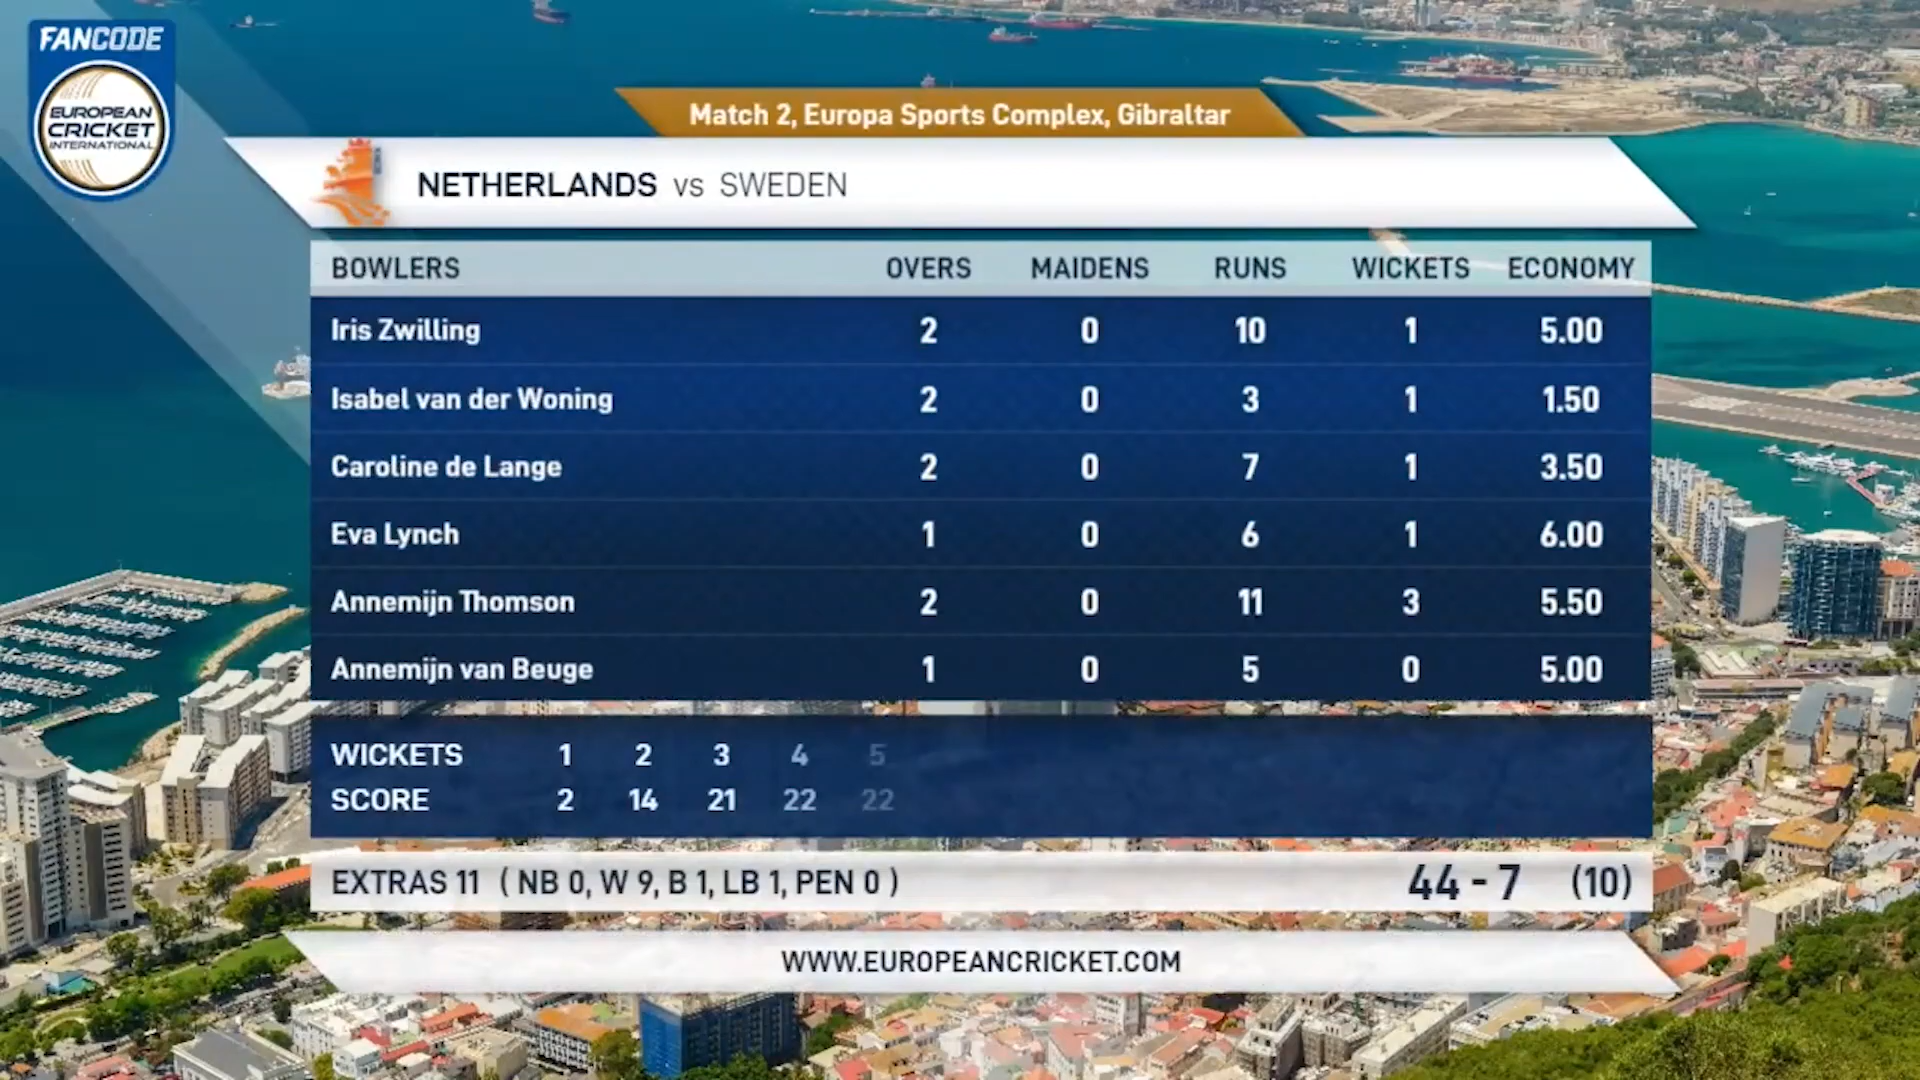 FANCODE
EUROPEAN
CRICKET
INTERNATIONAL
Match 2, Europa Sports Complex, Gibraltar
NETHERLANDS vs SWEDEN
BOWLERS OVERS MAIDENS RUNS WICKETS ECONOMY
Iris Zwilling 2 0 10 1 5.00
Isabel van der Woning 2 0 3 1 1.50
Caroline de Lange 2 0 7 1 3.50
Eva Lynch 1 0 6 1 6.00
Annemijn Thomson 2 0 11 3 5.50
Annemijn van Beuge 1 0 5 0 5.00
WICKETS 1 2 3 4 5
SCORE 2 14 21 22 22
EXTRAS 11 ( NB 0, W 9, B 1, LB 1, PEN 0 ) 44 - 7 (10)
WWW.EUROPEANCRICKET.COM